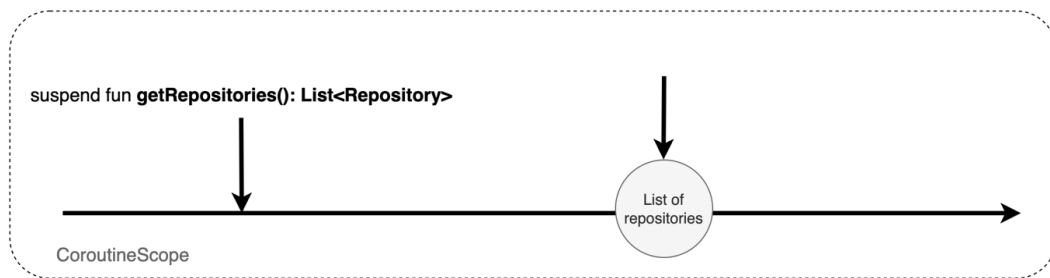 suspend fun getRepositories(): List<Repository>
List of
repositories
CoroutineScope